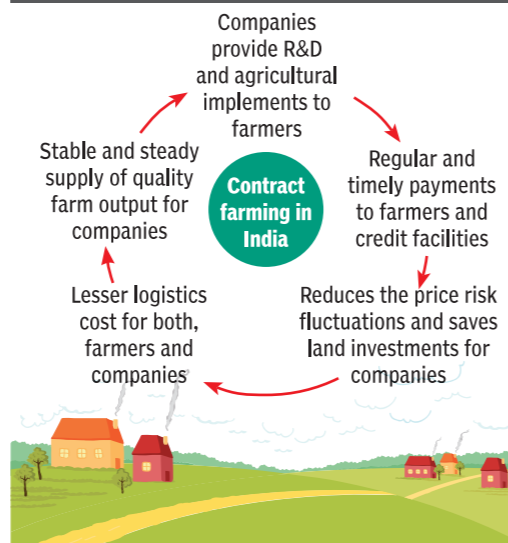 Companies
provide R&D
and agricultural
implements to
farmers
Regular and
timely payments
to farmers and
credit facilities
Reduces the price risk
fluctuations and saves
land investments for
companies
Lesser logistics
cost for both,
farmers and
companies
Stable and steady
supply of quality
farm output for
companies
Contract
farming in
India